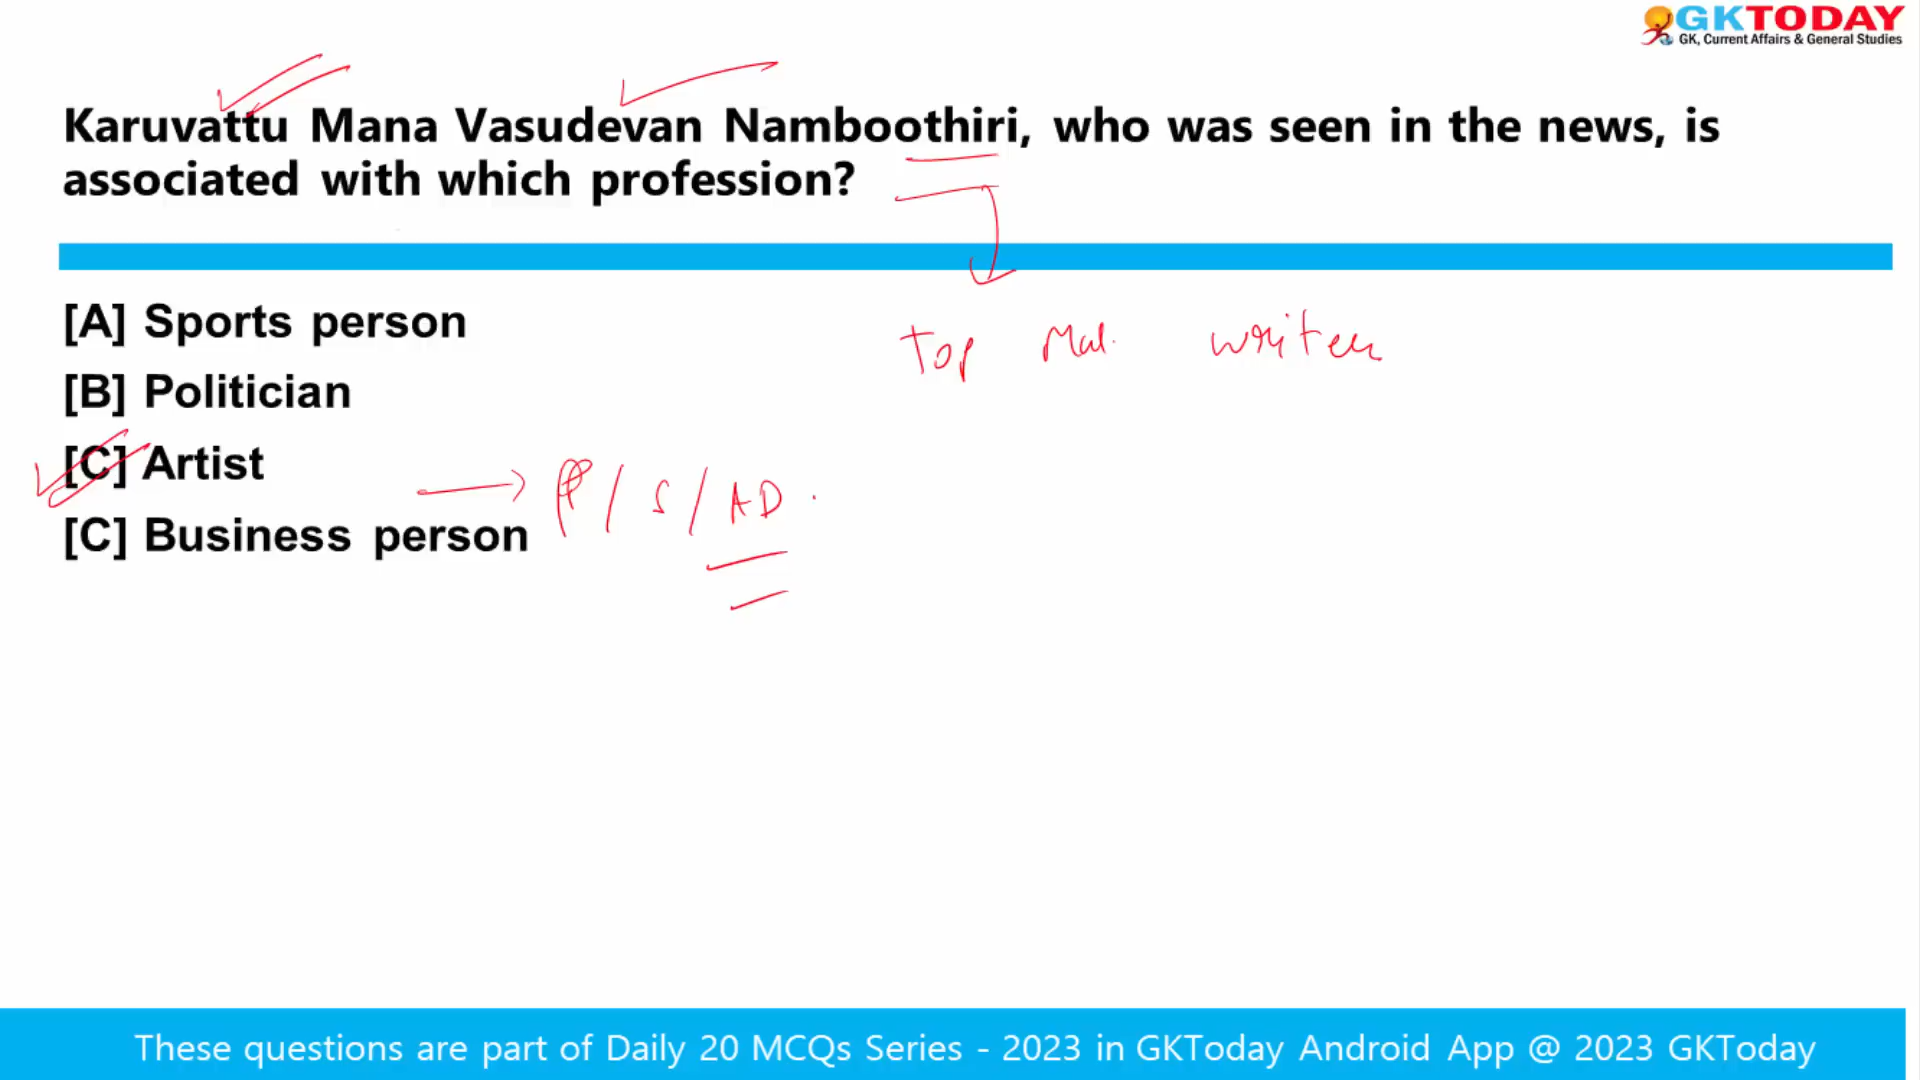 GKTODAY
GK, Current Affairs & General Studies
Karuvattu Mana Vasudevan Namboothiri, who was seen in the news, is
associated with which profession?
[A] Sports person
Top Mal. writer
[B] Politician
[C] Artist
P / S / AD.
[C] Business person
These questions are part of Daily 20 MCQs Series - 2023 in GKToday Android App @ 2023 GKToday